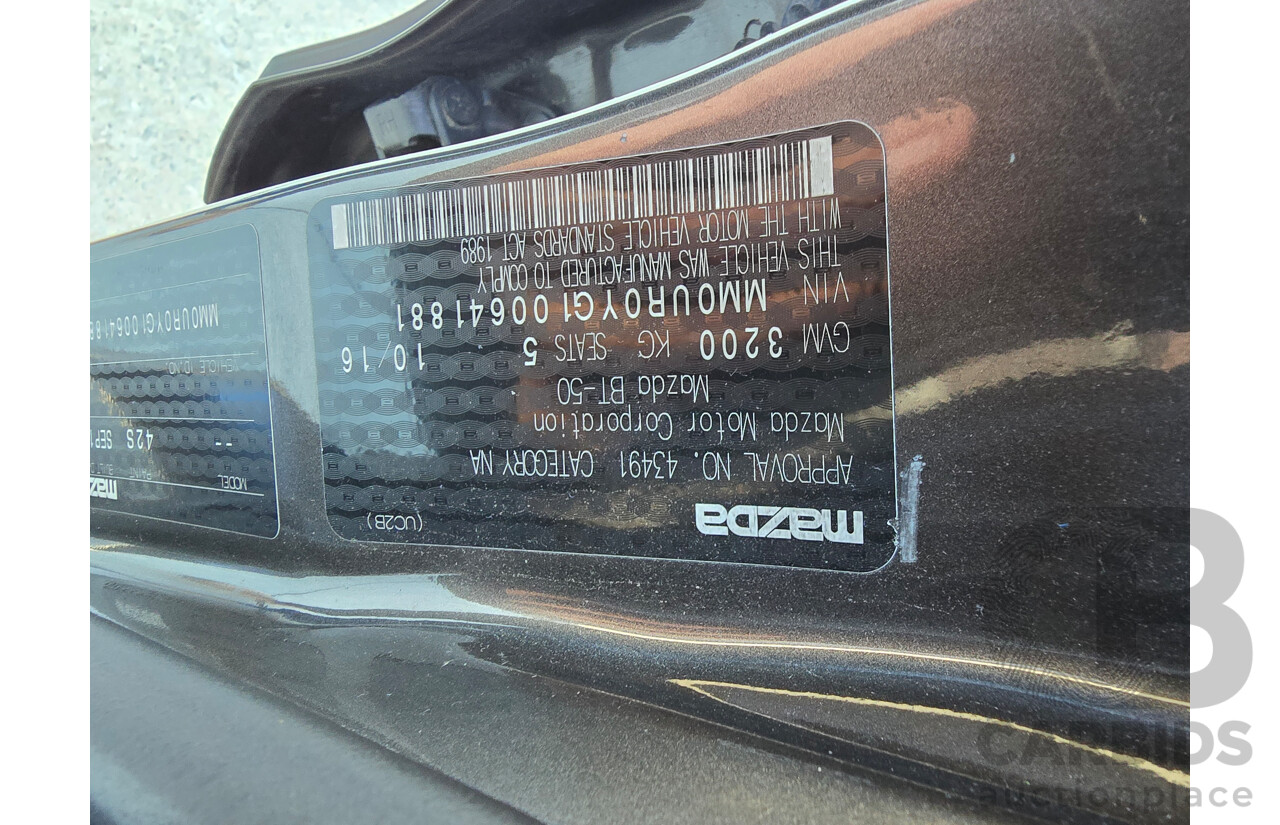 mazda
(UC2B)
APPROVAL NO. 43491 CATEGORY NA
Mazda Motor Corporation
Mazda BT-50
GVM 3200 KG SEATS 5 10/16
VIN MM0UR0YG100641881
THIS VEHICLE WAS MANUFACTURED TO COMPLY
WITH THE MOTOR VEHICLE STANDARDS ACT 1989
mazda
MODEL PAINT
-- 42S
VEHICLE ID.NO.
CARBIDS
auctionplace